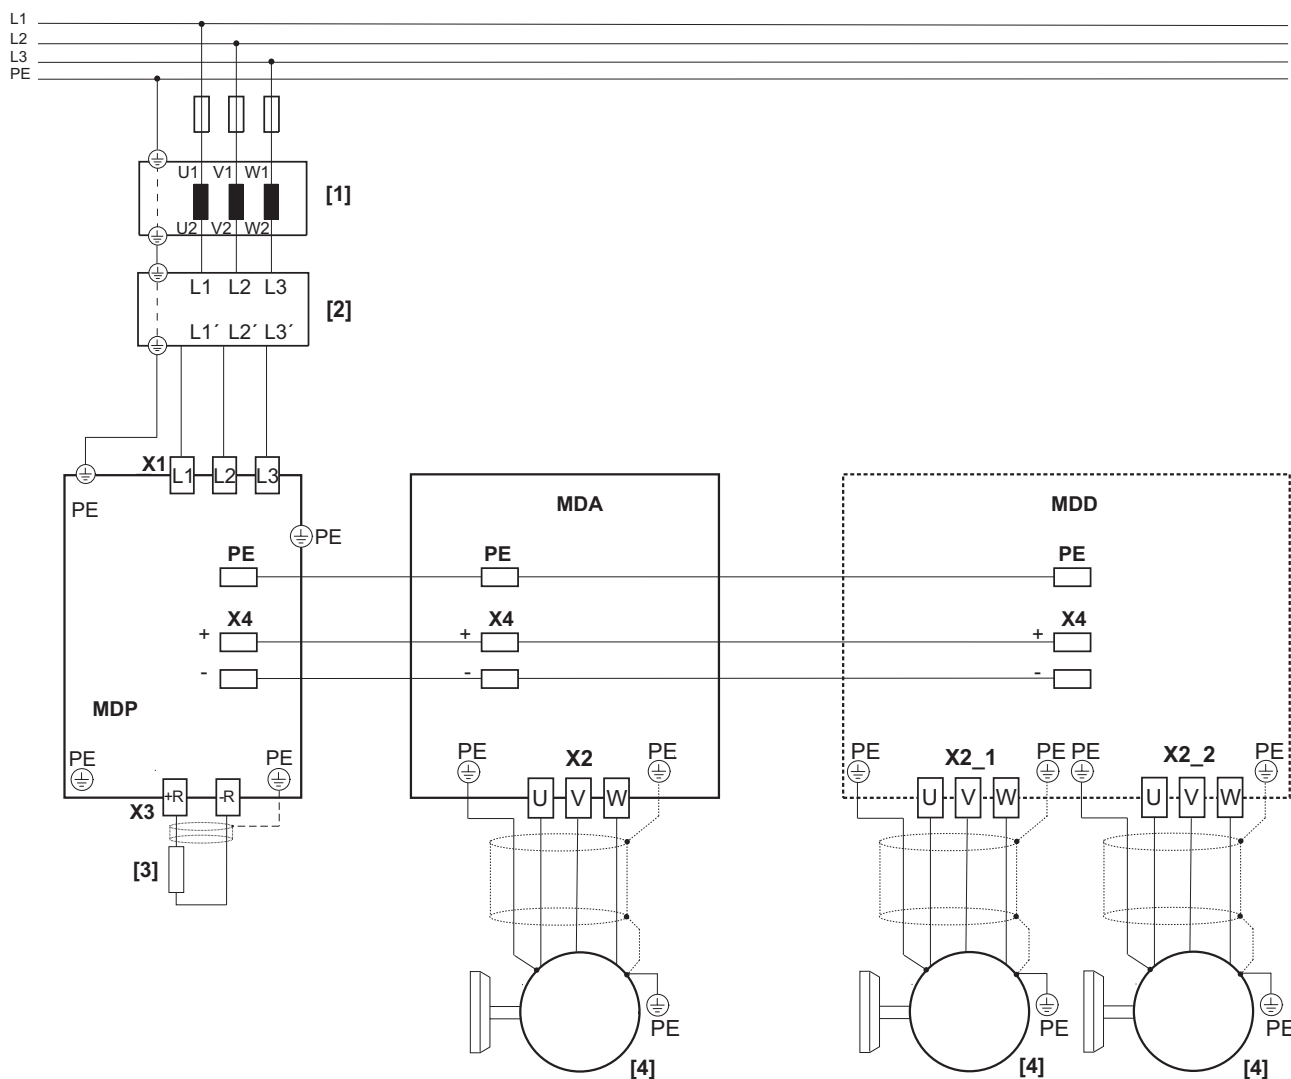 L1
L2
L3
PE
U1 V1 W1
[1]
U2 V2 W2
L1 L2 L3
[2]
L1´ L2´ L3´
X1 L1 L2 L3
PE
MDA
MDD
PE
PE PE PE
X4 X4 X4
+ + +
- - -
MDP
PE PE
PE X2 PE
PE X2_1 PE PE X2_2 PE
+R -R
U V W
U V W
U V W
X3
[3]
PE PE PE
[4] [4] [4]